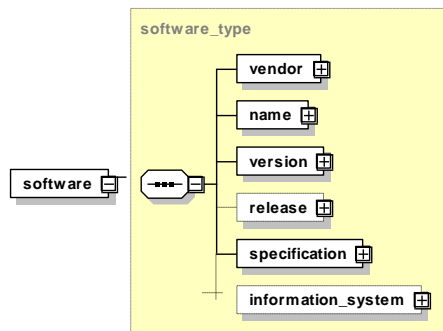 software_type
vendor
name
version
software
release
specification
information_system